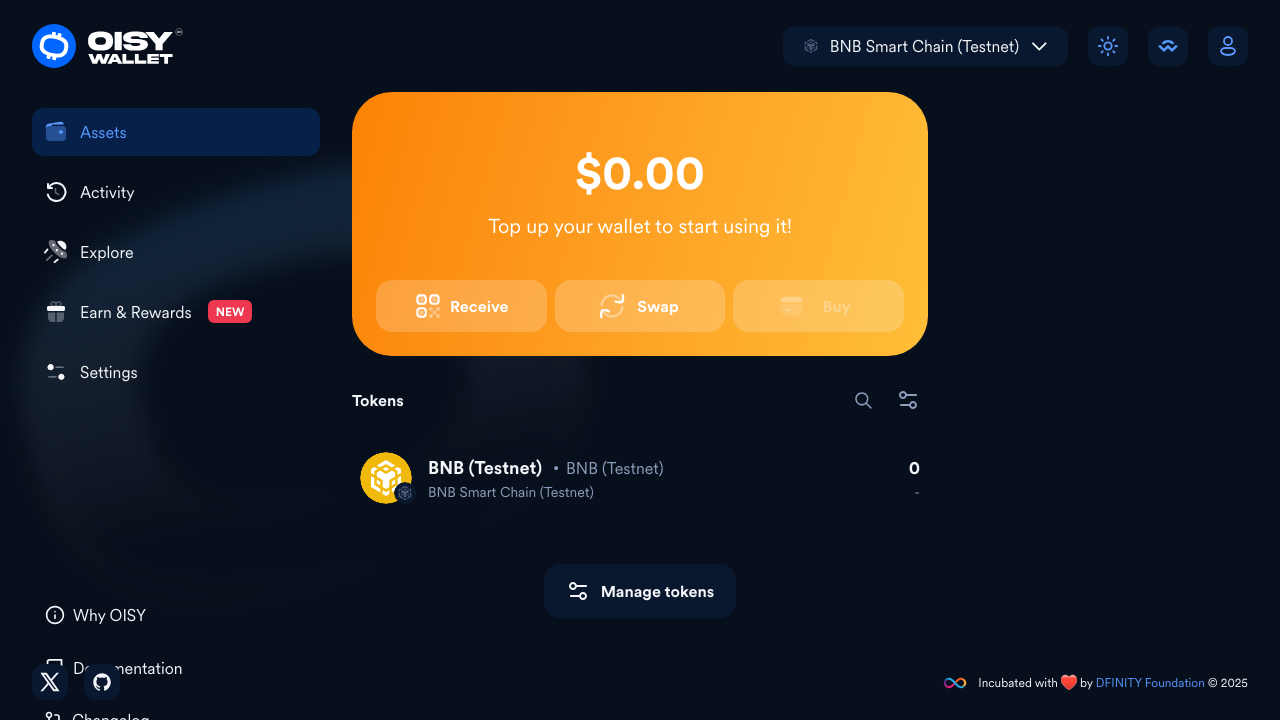 OISY
WALLET
BNB Smart Chain (Testnet)
Assets
Activity
Explore
Earn & Rewards NEW
Settings
$0.00
Top up your wallet to start using it!
Receive Swap Buy
Tokens
BNB (Testnet) • BNB (Testnet) 0
BNB Smart Chain (Testnet) -
Manage tokens
Why OISY
Documentation
Changelog
Incubated with ❤️ by DFINITY Foundation © 2025